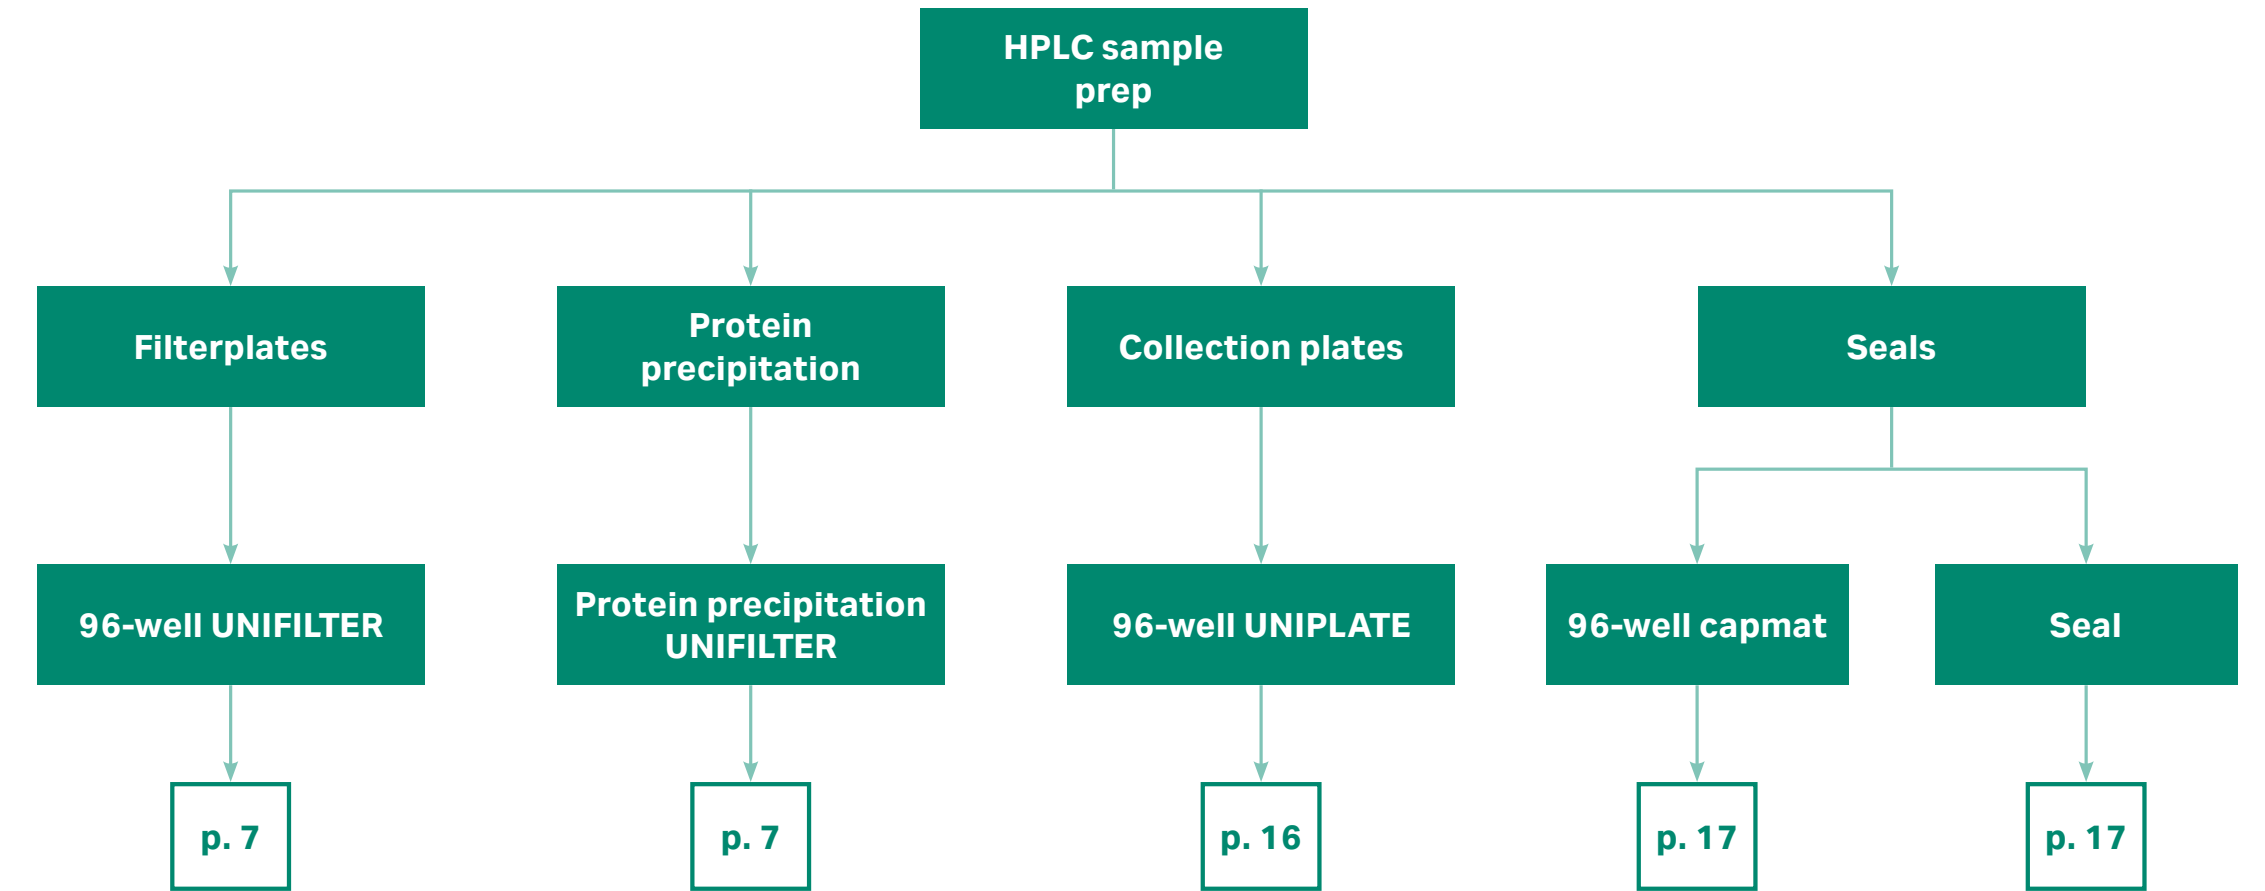 HPLC sample
prep
Filterplates
Protein
precipitation
Collection plates
Seals
96-well UNIFILTER
Protein precipitation
UNIFILTER
96-well UNIPLATE
96-well capmat
Seal
p. 7
p. 7
p. 16
p. 17
p. 17